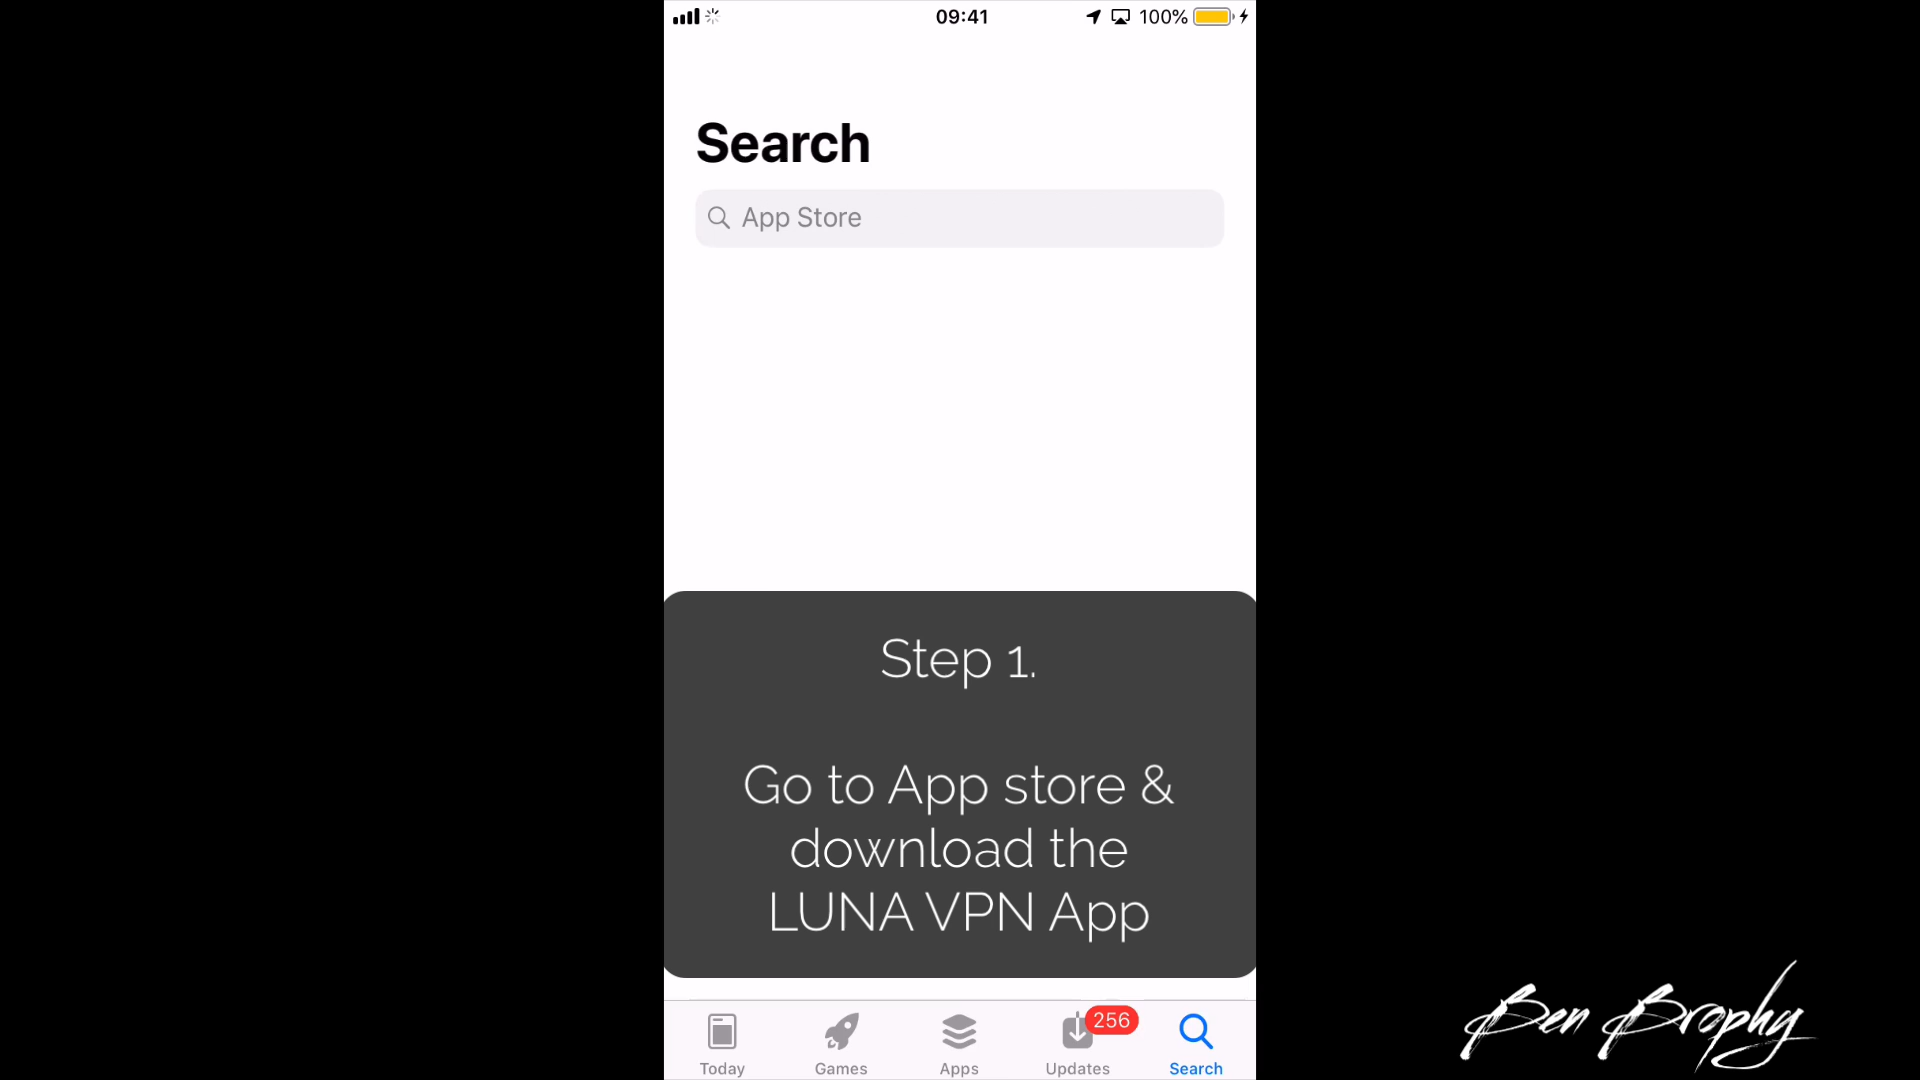 09:41
100%
Search
App Store
Step 1.
Go to App store &
download the
LUNA VPN App
256
Today
Games
Apps
Updates
Search
Ben Brophy